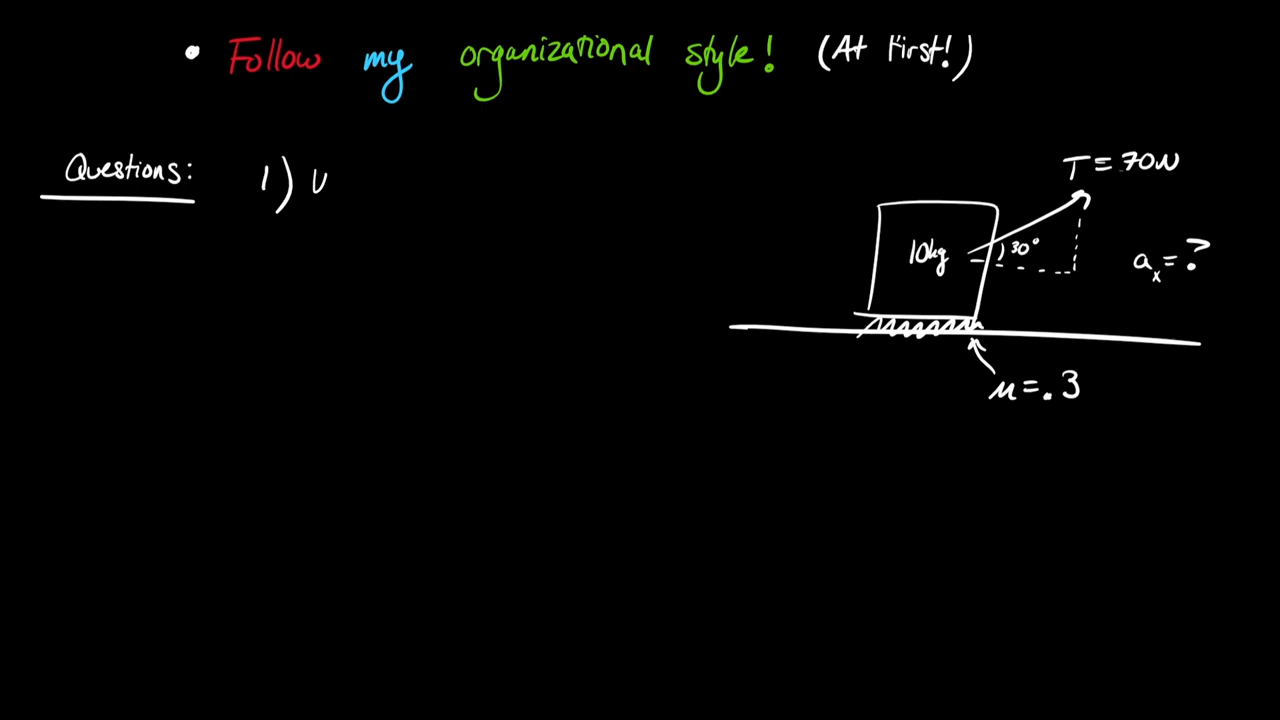 • Follow my organizational style! (At First!)
Questions: 1) U
T = 70N
10kg
30°
aₓ = ?
μ = .3